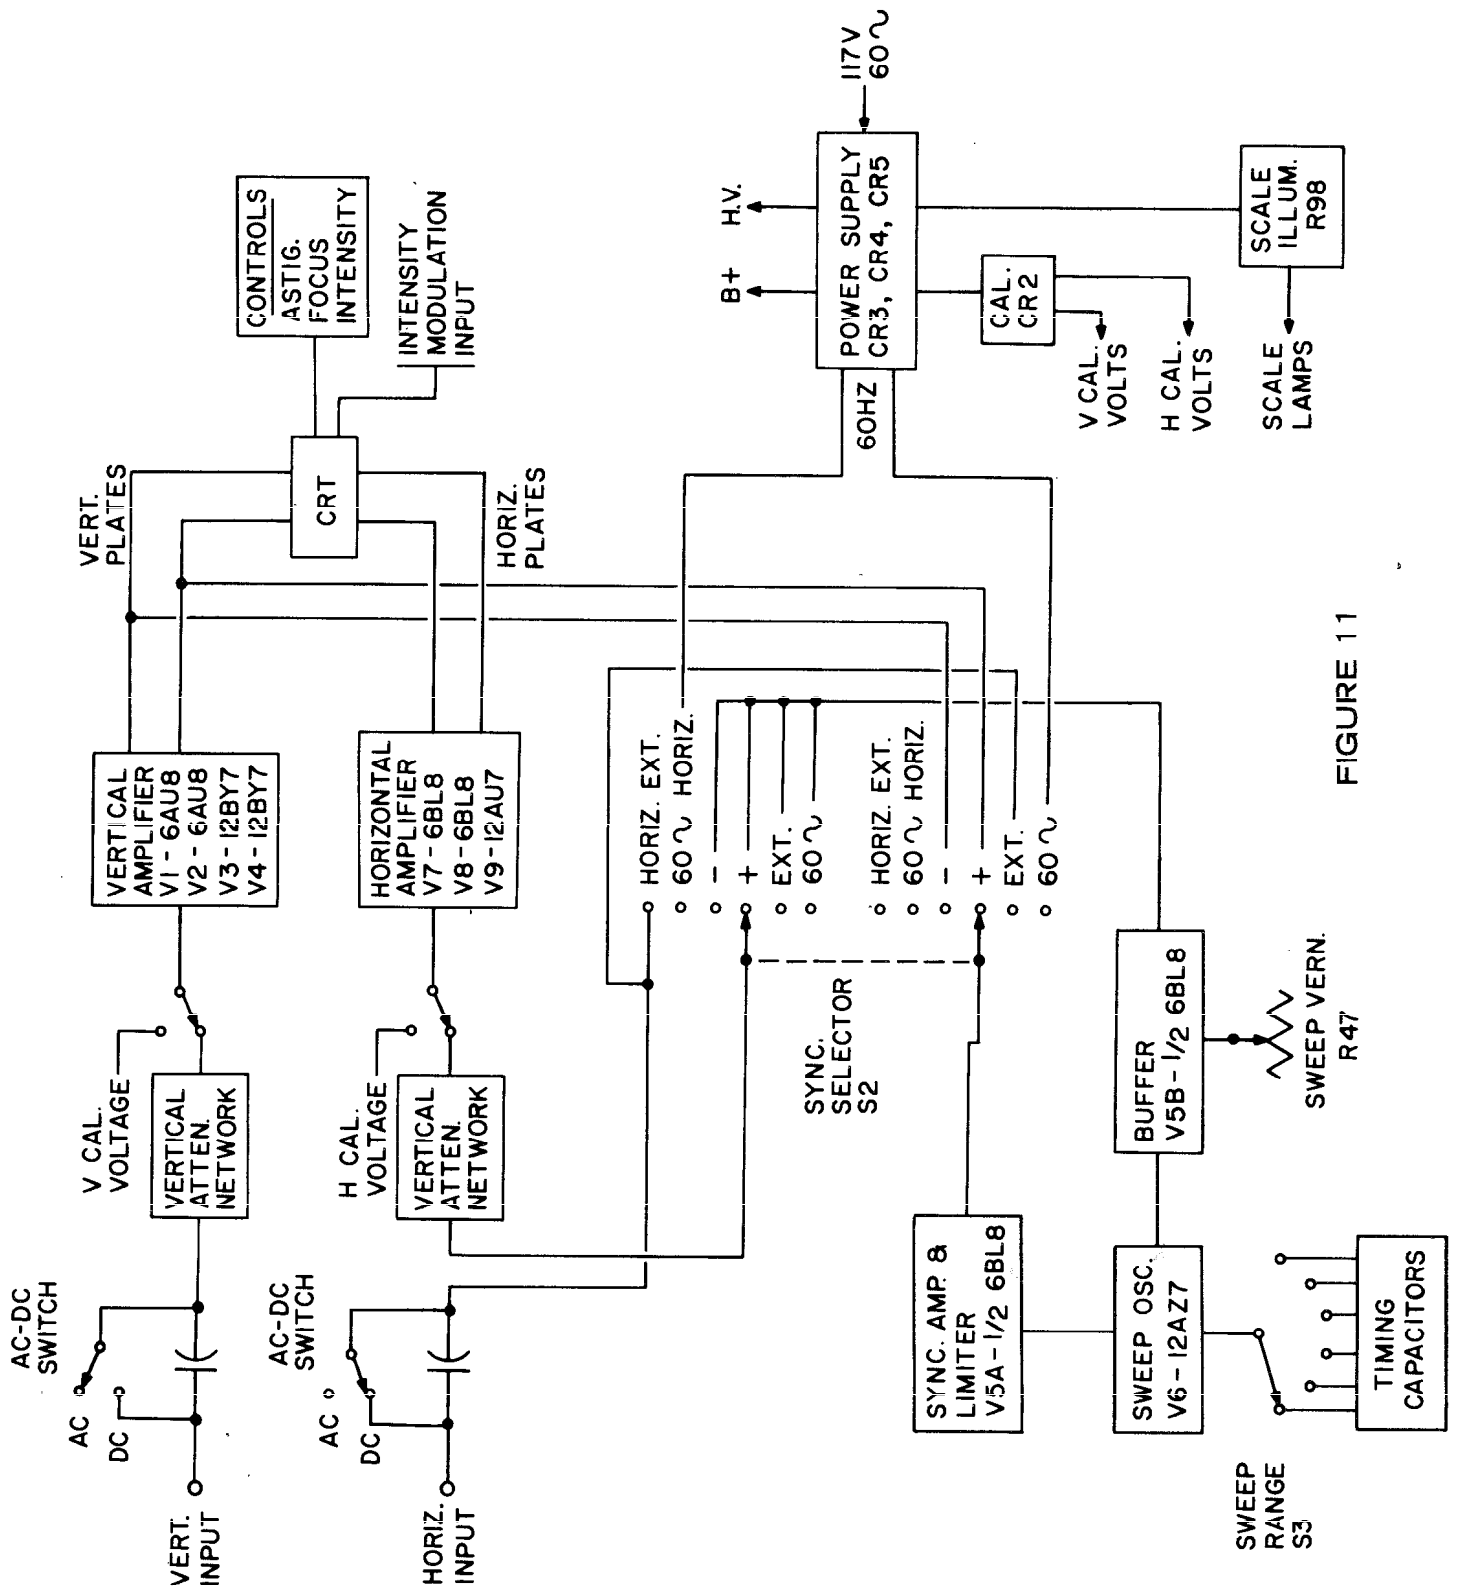 VERT.
INPUT
AC
DC
AC-DC
SWITCH
V CAL.
VOLTAGE
VERTICAL
ATTEN.
NETWORK
VERTICAL
AMPLIFIER
V1 - 6AU8
V2 - 6AU8
V3 - 12BY7
V4 - 12BY7
VERT.
PLATES
CRT
CONTROLS
ASTIG.
FOCUS
INTENSITY
INTENSITY
MODULATION
INPUT
HORIZ.
INPUT
AC
DC
AC-DC
SWITCH
H CAL.
VOLTAGE
VERTICAL
ATTEN.
NETWORK
HORIZONTAL
AMPLIFIER
V7 - 6BL8
V8 - 6BL8
V9 - 12AU7
HORIZ.
PLATES
HORIZ. EXT.
60∿ HORIZ.
-
+
EXT.
60∿
SYNC.
SELECTOR
S2
HORIZ. EXT.
60∿ HORIZ.
-
+
EXT.
60∿
B+
H.V.
POWER SUPPLY
CR3, CR4, CR5
117V
60∿
60HZ
CAL.
CR2
V CAL.
VOLTS
H CAL.
VOLTS
SCALE
ILLUM.
R98
SCALE
LAMPS
SYNC. AMP. &
LIMITER
V5A - 1/2 6BL8
SWEEP OSC.
V6 - 12AZ7
BUFFER
V5B - 1/2 6BL8
SWEEP VERN.
R47
SWEEP
RANGE
S3
TIMING
CAPACITORS
FIGURE 11